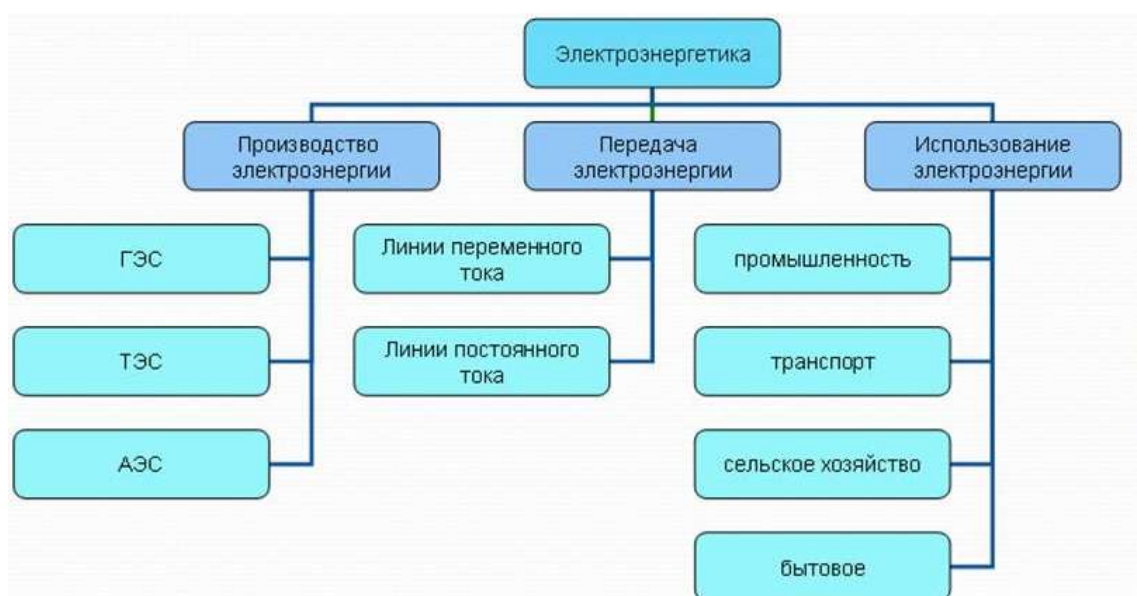 Электроэнергетика
Производство
электроэнергии
Передача
электроэнергии
Использование
электроэнергии
ГЭС
Линии переменного
тока
промышленность
ТЭС
Линии постоянного
тока
транспорт
АЭС
сельское хозяйство
бытовое